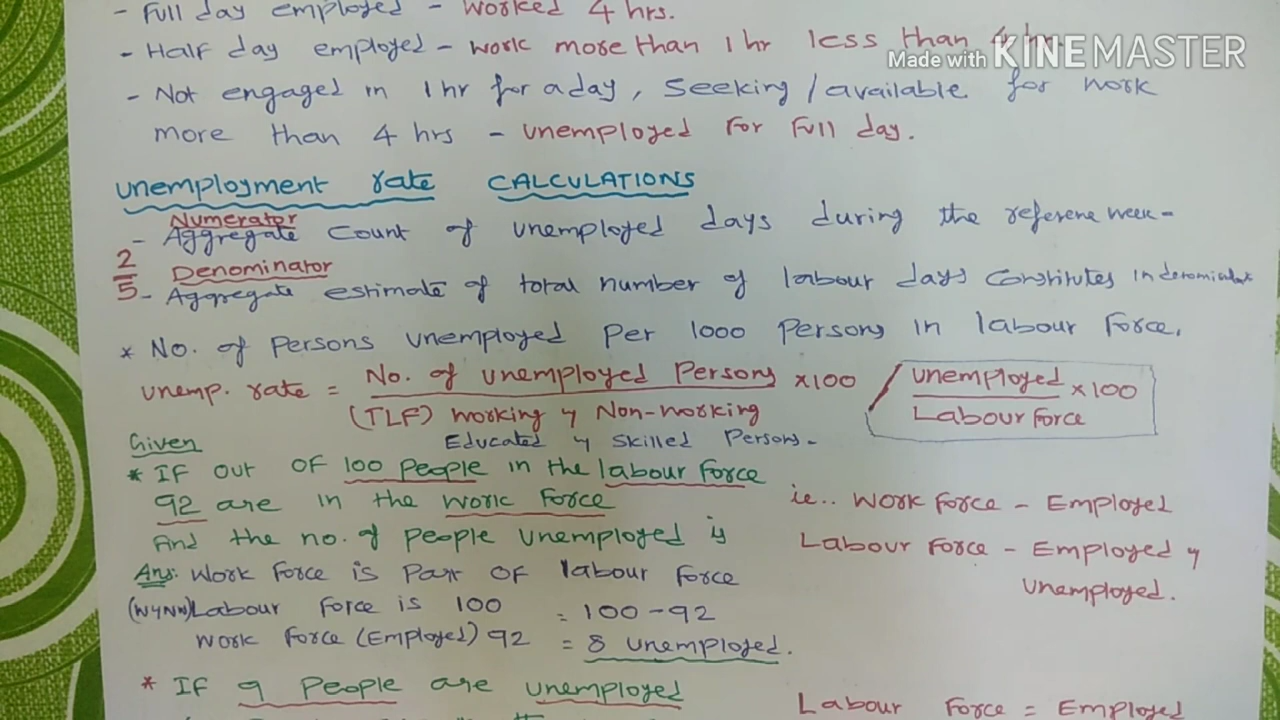 - Full day employed - Worked 4 hrs.
- Half day employed - work more than 1 hr less than 4
Made with KINEMASTER
- Not engaged in 1 hr for a day, Seeking / available for work
more than 4 hrs - unemployed for Full day.
unemployment rate CALCULATIONS
Numerator
- Aggregate count of unemployed days during the referene week-
2/5
Denominator
- Aggregate estimate of total number of labour days constitutes in
* No. of Persons unemployed Per 1000 Persons in labour force.
unemp. rate = No. of unemployed Persons x100 / unemployed x100
(TLF) working y Non-working Labour force
Educated y skilled Persons-
Given
* IF out OF 100 people in the labour force
92 are in the work force
find the no. of people unemployed is
ie.. Work force - Employed
Labour force - Employed y
unemployed.
Ans: Work force is part OF labour force
(W4NW) Labour force is 100 = 100-92
work force (Employed) 92 = 8 unemployed.
* IF 9 People are unemployed
Labour force = Employed